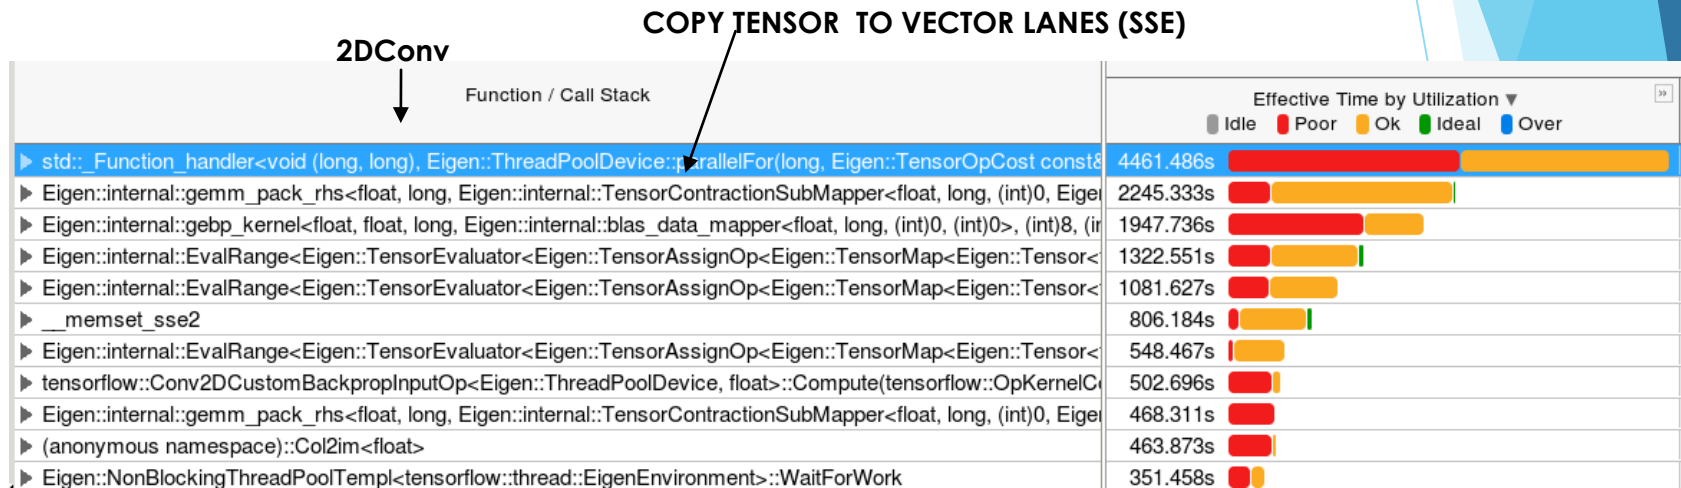 COPY TENSOR TO VECTOR LANES (SSE)
2DConv
Function / Call Stack
Effective Time by Utilization ▼
»
Idle Poor Ok Ideal Over
std::_Function_handler<void (long, long), Eigen::ThreadPoolDevice::parallelFor(long, Eigen::TensorOpCost const& 4461.486s
Eigen::internal::gemm_pack_rhs<float, long, Eigen::internal::TensorContractionSubMapper<float, long, (int)0, Eiger 2245.333s
Eigen::internal::gebp_kernel<float, float, long, Eigen::internal::blas_data_mapper<float, long, (int)0, (int)0>, (int)8, (ir 1947.736s
Eigen::internal::EvalRange<Eigen::TensorEvaluator<Eigen::TensorAssignOp<Eigen::TensorMap<Eigen::Tensor< 1322.551s
Eigen::internal::EvalRange<Eigen::TensorEvaluator<Eigen::TensorAssignOp<Eigen::TensorMap<Eigen::Tensor< 1081.627s
__memset_sse2 806.184s
Eigen::internal::EvalRange<Eigen::TensorEvaluator<Eigen::TensorAssignOp<Eigen::TensorMap<Eigen::Tensor< 548.467s
tensorflow::Conv2DCustomBackpropInputOp<Eigen::ThreadPoolDevice, float>::Compute(tensorflow::OpKernelC 502.696s
Eigen::internal::gemm_pack_rhs<float, long, Eigen::internal::TensorContractionSubMapper<float, long, (int)0, Eiger 468.311s
(anonymous namespace)::Col2im<float> 463.873s
Eigen::NonBlockingThreadPoolTempl<tensorflow::thread::EigenEnvironment>::WaitForWork 351.458s